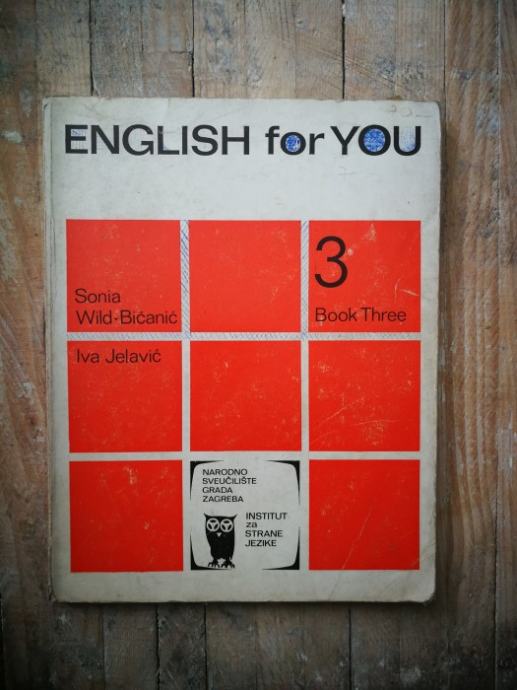 ENGLISH for YOU
3
Book Three
Sonia
Wild-Bićanić
Iva Jelavić
NARODNO
SVEUČILIŠTE
GRADA
ZAGREBA
INSTITUT
za
STRANE
JEZIKE